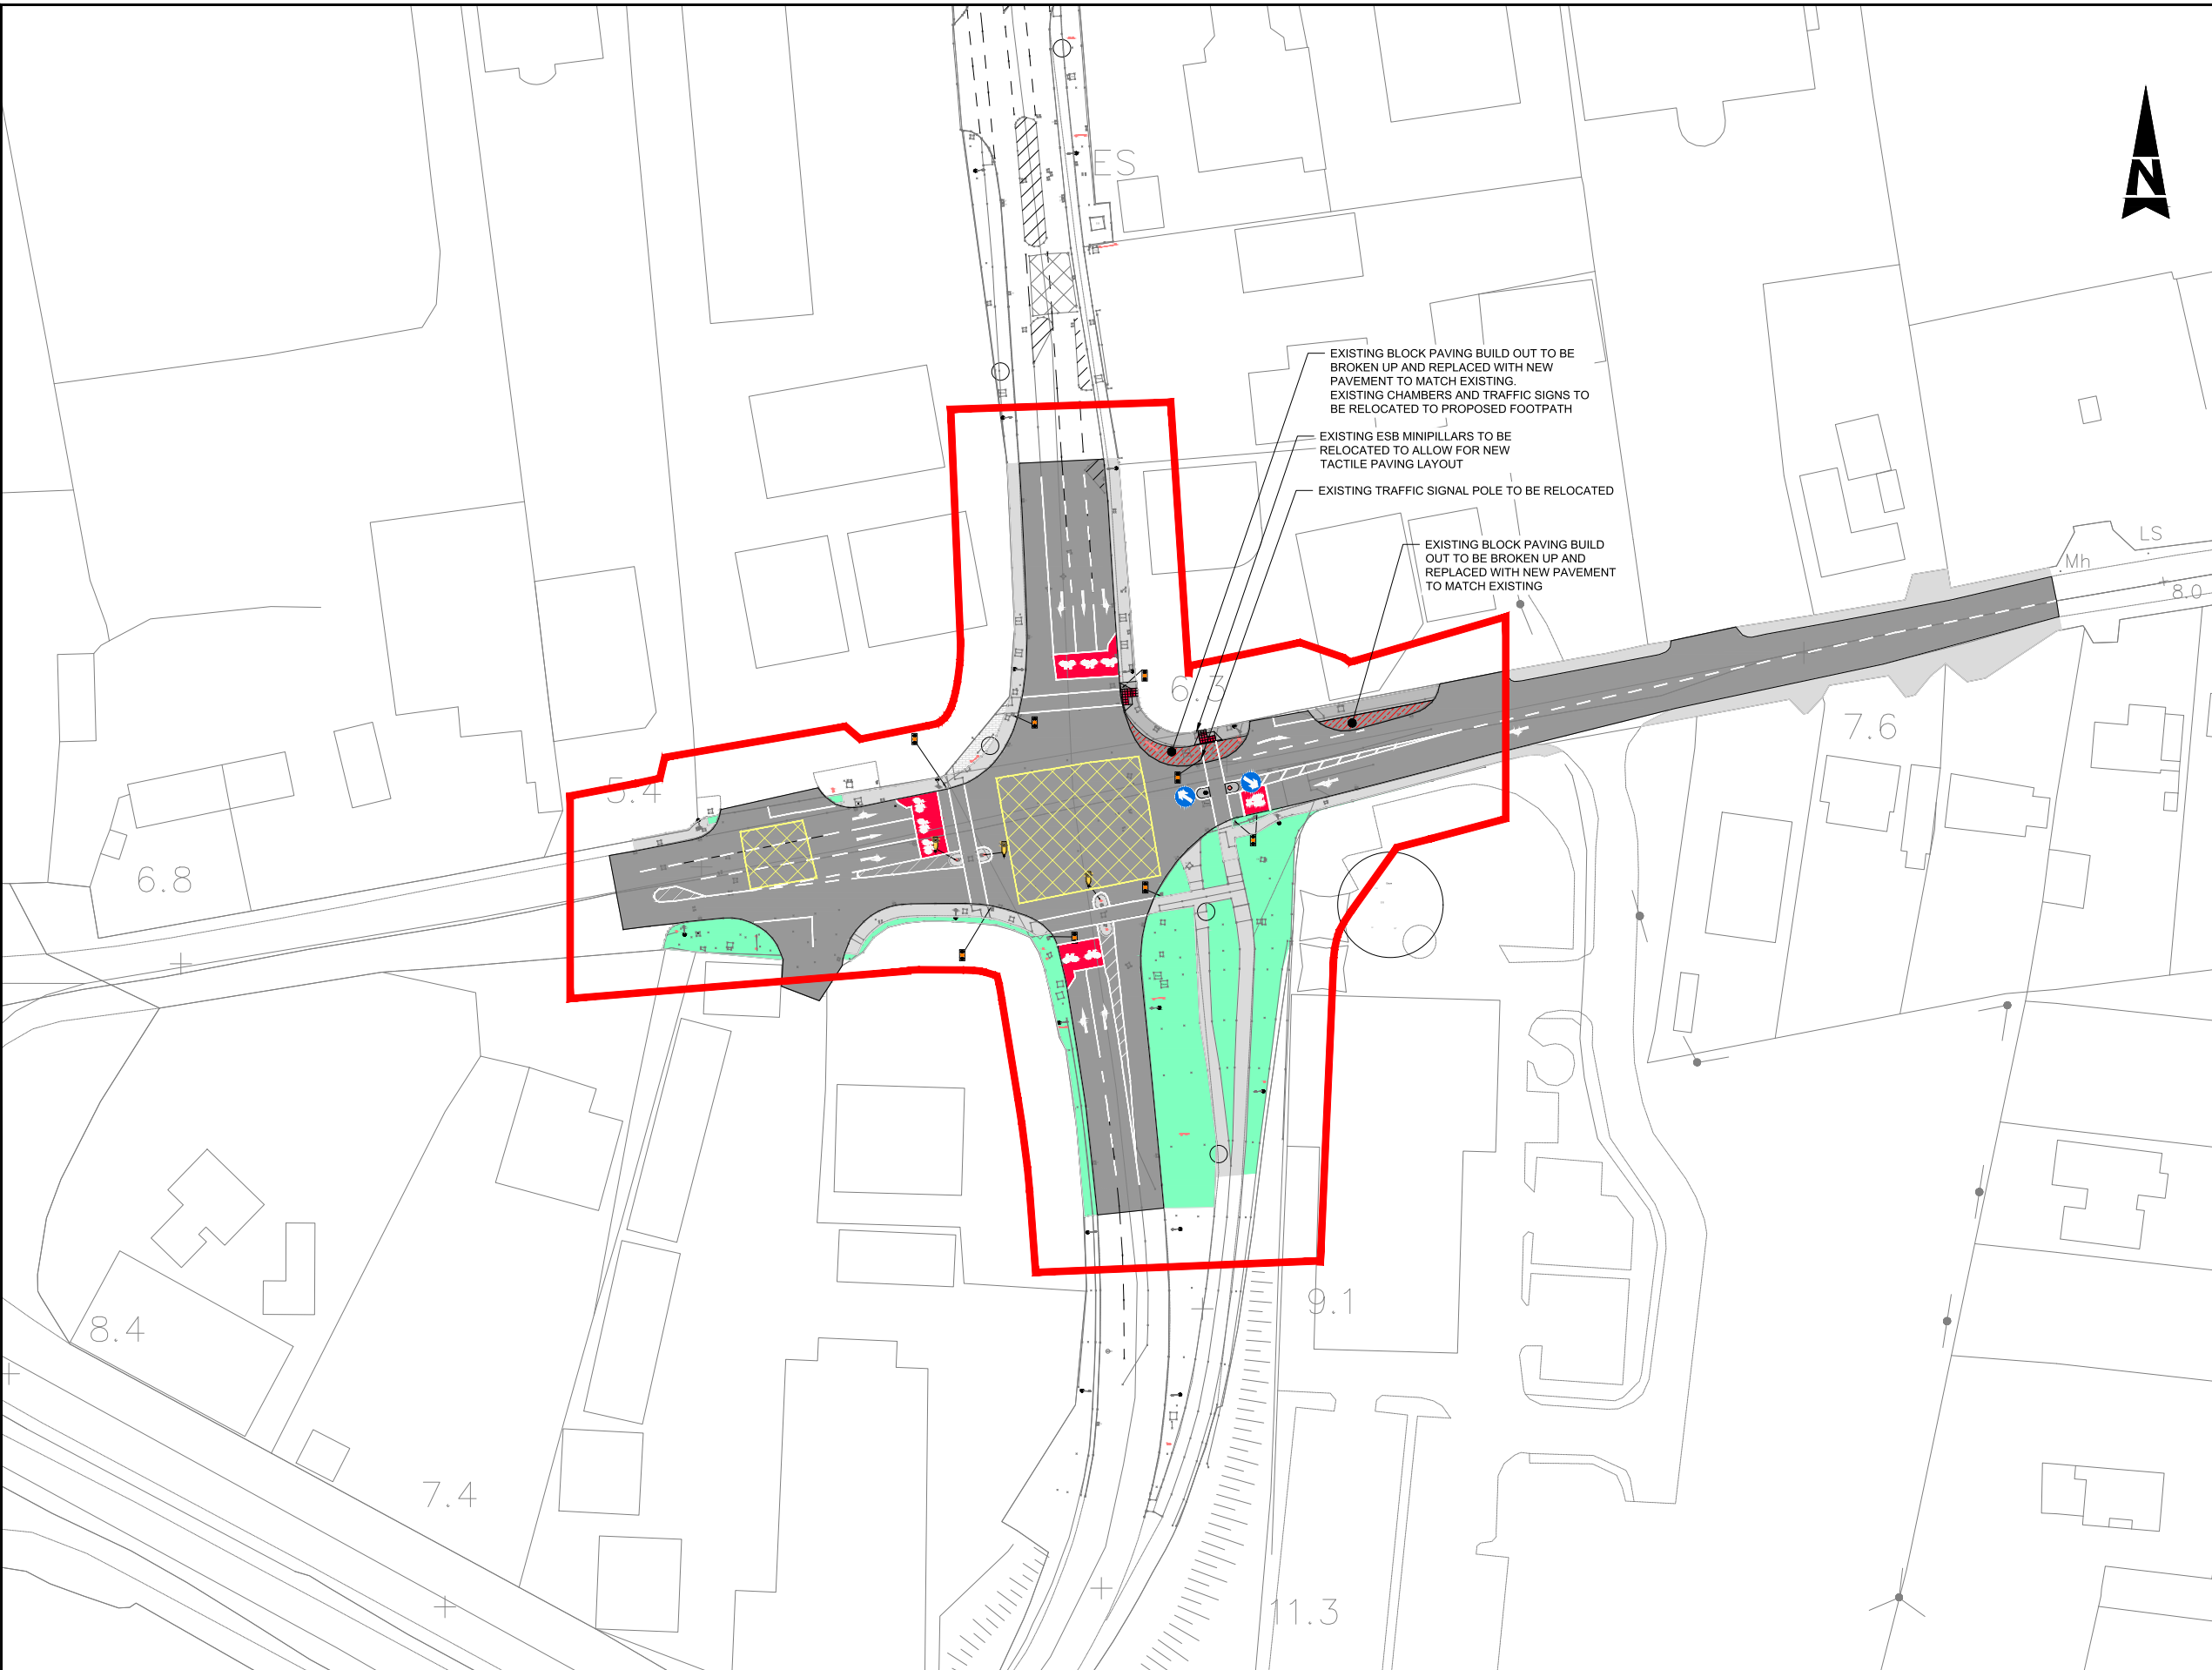 ES
N
EXISTING BLOCK PAVING BUILD OUT TO BE
BROKEN UP AND REPLACED WITH NEW
PAVEMENT TO MATCH EXISTING.
EXISTING CHAMBERS AND TRAFFIC SIGNS TO
BE RELOCATED TO PROPOSED FOOTPATH
EXISTING ESB MINIPILLARS TO BE
RELOCATED TO ALLOW FOR NEW
TACTILE PAVING LAYOUT
EXISTING TRAFFIC SIGNAL POLE TO BE RELOCATED
EXISTING BLOCK PAVING BUILD
OUT TO BE BROKEN UP AND
REPLACED WITH NEW PAVEMENT
TO MATCH EXISTING
LS
Mh
8.0
6.3
7.6
5.4
6.8
9.1
8.4
7.4
11.3